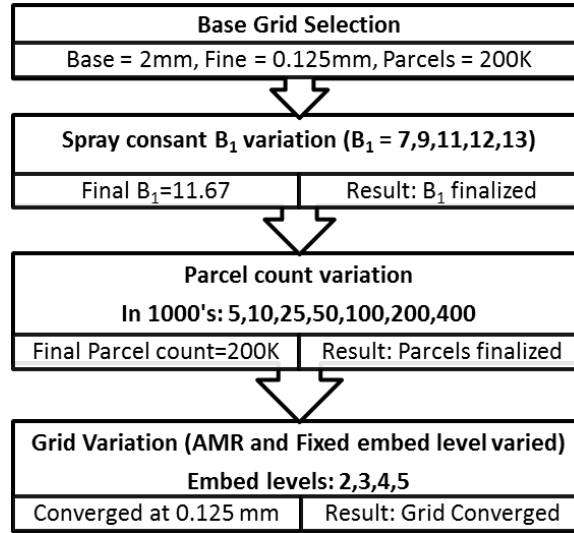 Base Grid Selection
Base = 2mm, Fine = 0.125mm, Parcels = 200K
Spray consant B₁ variation (B₁ = 7,9,11,12,13)
Final B₁=11.67
Result: B₁ finalized
Parcel count variation
In 1000's: 5,10,25,50,100,200,400
Final Parcel count=200K
Result: Parcels finalized
Grid Variation (AMR and Fixed embed level varied)
Embed levels: 2,3,4,5
Converged at 0.125 mm
Result: Grid Converged